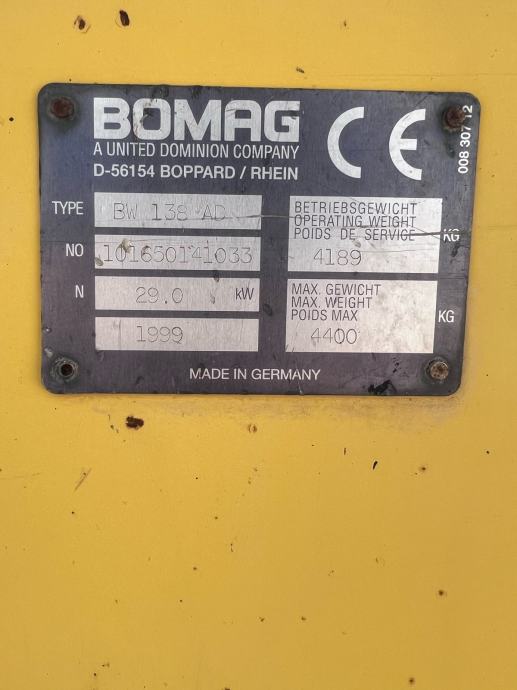 BOMAG
A UNITED DOMINION COMPANY
D-56154 BOPPARD / RHEIN
CE
008 307 12
TYPE BW 138 AD
NO 101650141033
N 29.0 kW
1999
BETRIEBSGEWICHT
OPERATING WEIGHT
POIDS DE SERVICE
4189 KG
MAX. GEWICHT
MAX. WEIGHT
POIDS MAX
4400 KG
MADE IN GERMANY